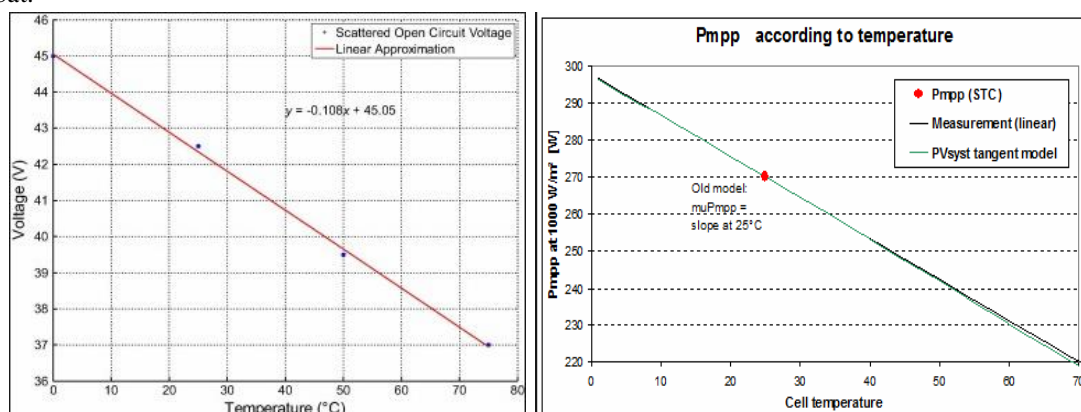 46
45
43
42
40
39
37
36
Voltage (V)
Scattered Open Circuit Voltage
Linear Approximation
y = -0.108x + 45.05
0 10 20 30 40 50 60 70 80
Temperature (°C)
Pmpp according to temperature
300
290
280
270
260
250
240
230
220
Pmpp at 1000 W/m² [W]
Pmpp (STC)
Measurement (linear)
PVsyst tangent model
Old model:
muPmpp =
slope at 25°C
0 10 20 30 40 50 60 70
Cell temperature